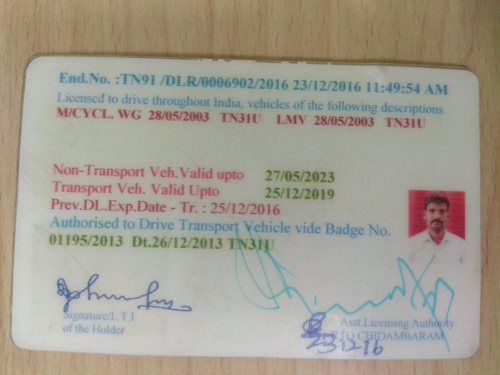 End.No. :TN91 /DLR/0006902/2016 23/12/2016 11:49:54 AM
Licensed to drive throughout India, vehicles of the following descriptions
M/CYCL. WG 28/05/2003 TN31U LMV 28/05/2003 TN31U
Non-Transport Veh.Valid upto 27/05/2023
Transport Veh. Valid Upto 25/12/2019
Prev.DL.Exp.Date - Tr. : 25/12/2016
Authorised to Drive Transport Vehicle vide Badge No.
01195/2013 Dt.26/12/2013 TN31U
Signature/L.T.I
of the Holder
Asst.Licensing Authority
RTO CHIDAMBARAM
231216